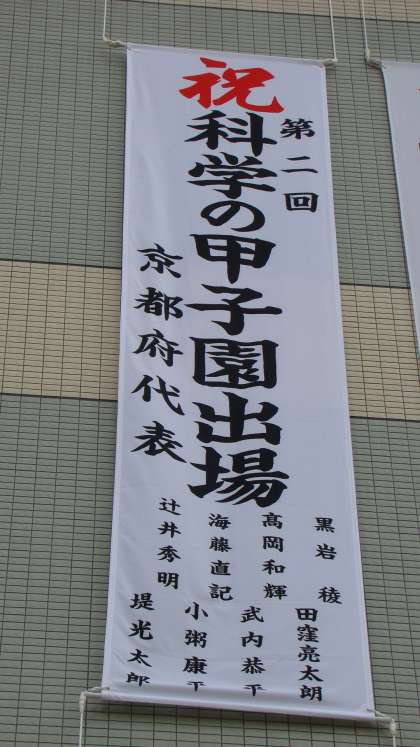 祝
第二回
科学の甲子園出場
京都府代表
黒岩稜
田窪亮太朗
髙岡和輝
武内恭平
海藤直記
小粥康平
辻井秀明
堤光太郎